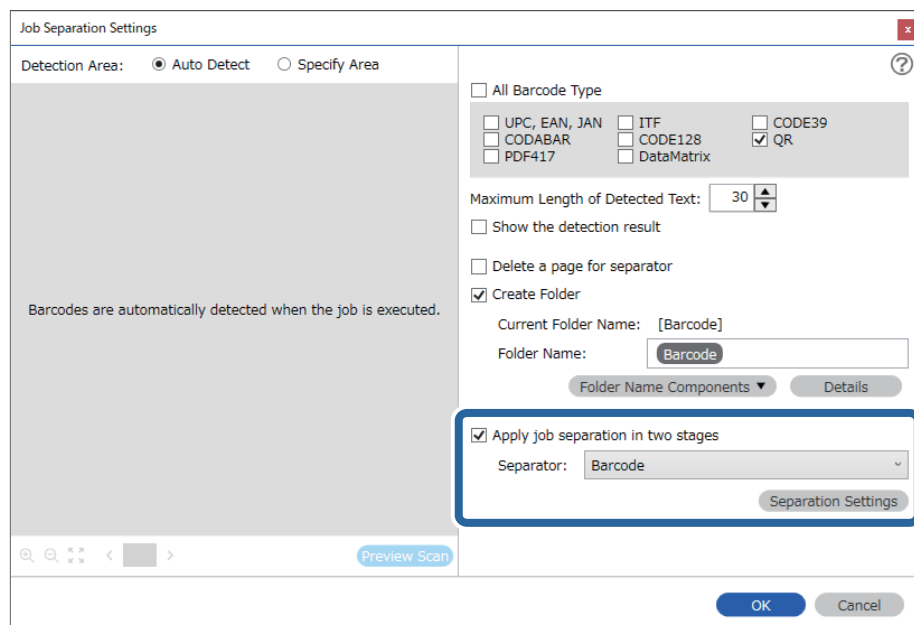 Job Separation Settings
x
Detection Area: Auto Detect Specify Area
?
All Barcode Type
UPC, EAN, JAN ITF CODE39
CODABAR CODE128 QR
PDF417 DataMatrix
Maximum Length of Detected Text: 30
Show the detection result
Delete a page for separator
Create Folder
Barcodes are automatically detected when the job is executed.
Current Folder Name: [Barcode]
Folder Name: Barcode
Folder Name Components ▼ Details
Apply job separation in two stages
Separator: Barcode
Separation Settings
Preview Scan
OK Cancel